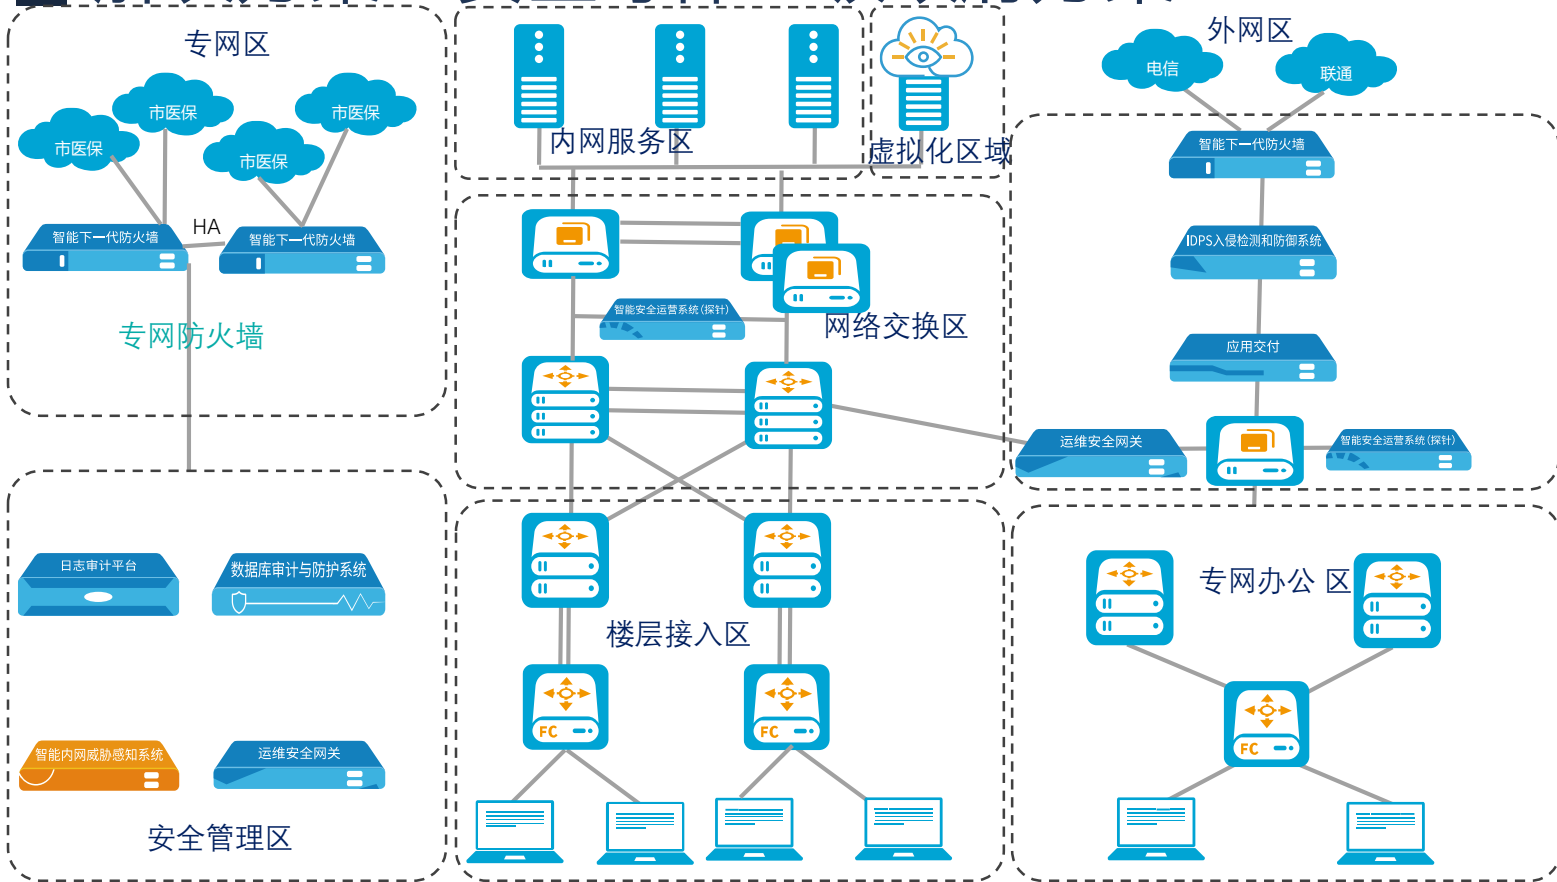 专网区
市医保
市医保
市医保
市医保
智能下一代防火墙
HA
智能下一代防火墙
专网防火墙
内网服务区
虚拟化区域
外网区
电信
联通
智能下一代防火墙
IDPS入侵检测和防御系统
应用交付
运维安全网关
智能安全运营系统(探针)
智能安全运营系统(探针)
网络交换区
日志审计平台
数据库审计与防护系统
智能内网威胁感知系统
运维安全网关
安全管理区
楼层接入区
FC
FC
专网办公 区
FC